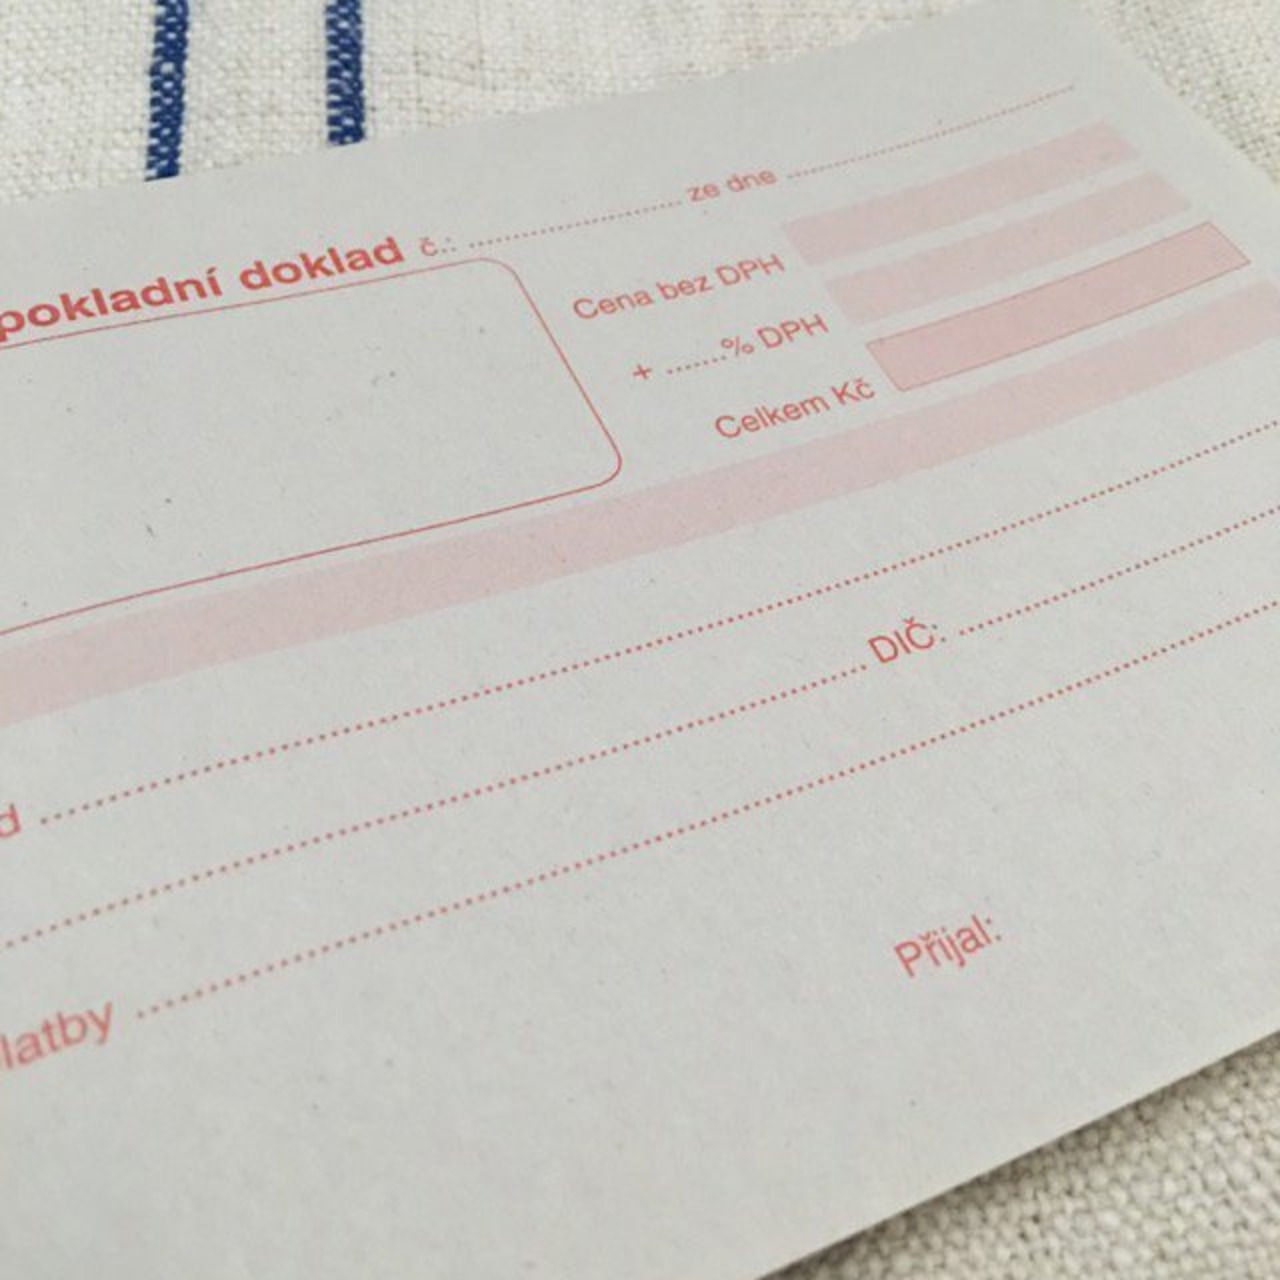 pokladní doklad č.: ........................ ze dne ........................
Cena bez DPH
+ .......% DPH
Celkem Kč
d ........................
DIČ: ........................
latby ........................
Přijal: